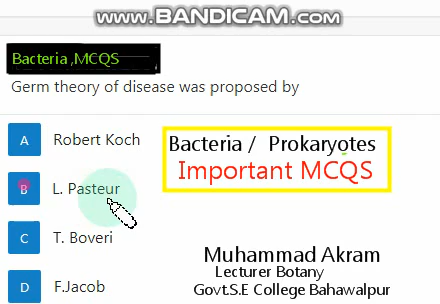 www.BANDICAM.com
Bacteria ,MCQS
Germ theory of disease was proposed by
A Robert Koch
B L. Pasteur
C T. Boveri
D F.Jacob
Bacteria / Prokaryotes
Important MCQS
Muhammad Akram
Lecturer Botany
Govt.S.E College Bahawalpur